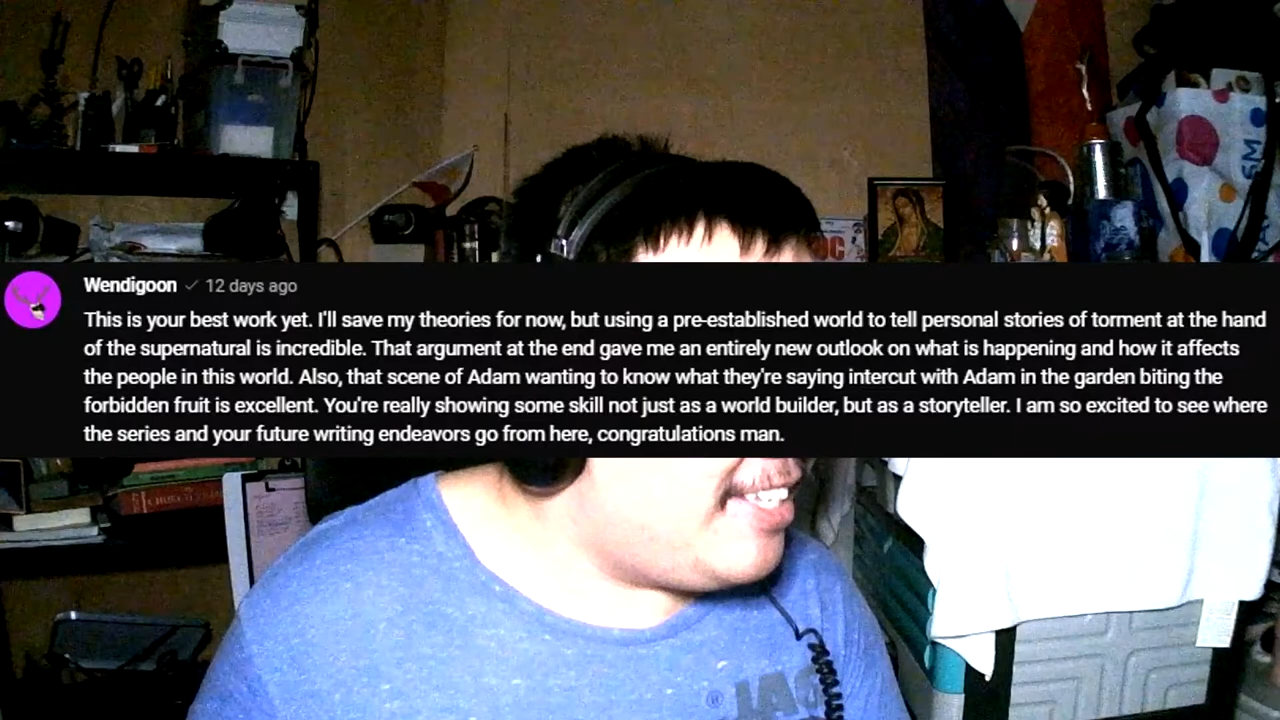 SM
OC
Wendigoon ✓ 12 days ago
This is your best work yet. I'll save my theories for now, but using a pre-established world to tell personal stories of torment at the hand
of the supernatural is incredible. That argument at the end gave me an entirely new outlook on what is happening and how it affects
the people in this world. Also, that scene of Adam wanting to know what they're saying intercut with Adam in the garden biting the
forbidden fruit is excellent. You're really showing some skill not just as a world builder, but as a storyteller. I am so excited to see where
the series and your future writing endeavors go from here, congratulations man.